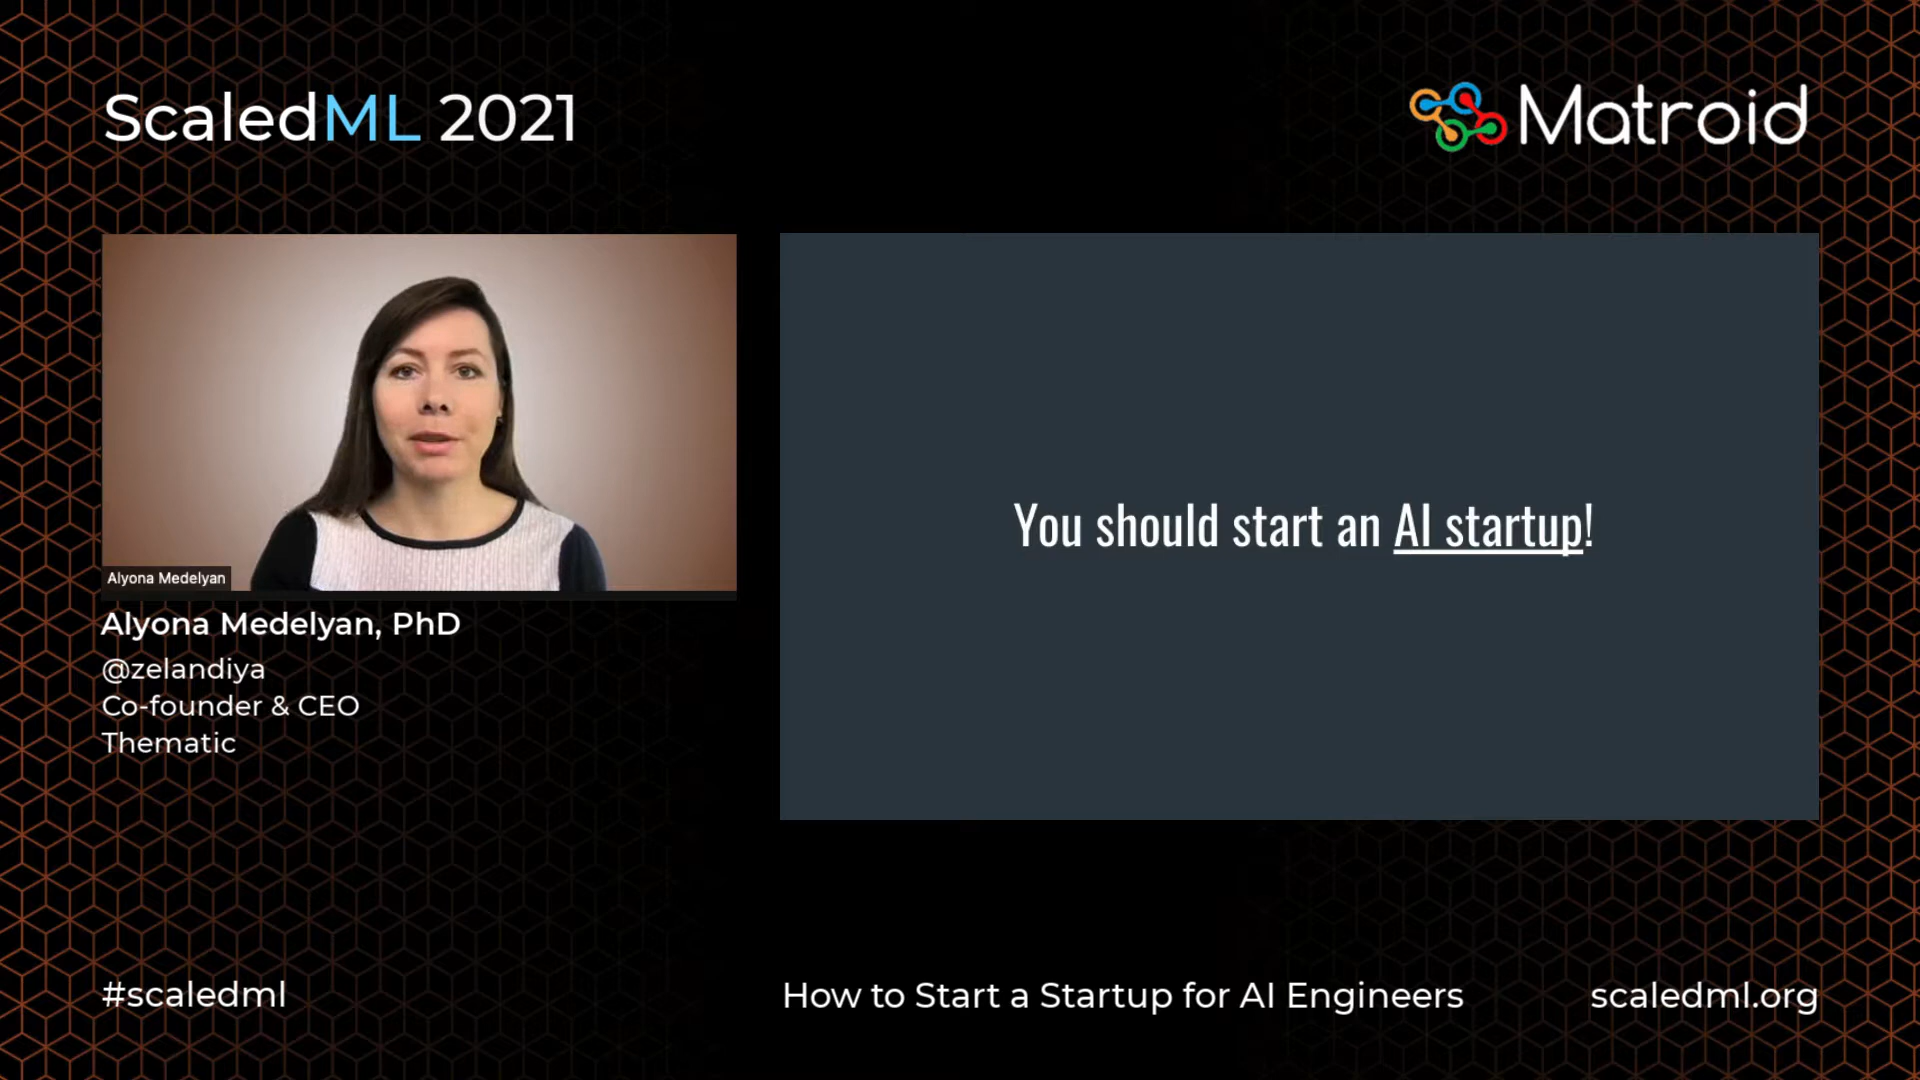 ScaledML 2021
Matroid
You should start an AI startup!
Alyona Medelyan
Alyona Medelyan, PhD
@zelandiya
Co-founder & CEO
Thematic
#scaledml
How to Start a Startup for AI Engineers
scaledml.org